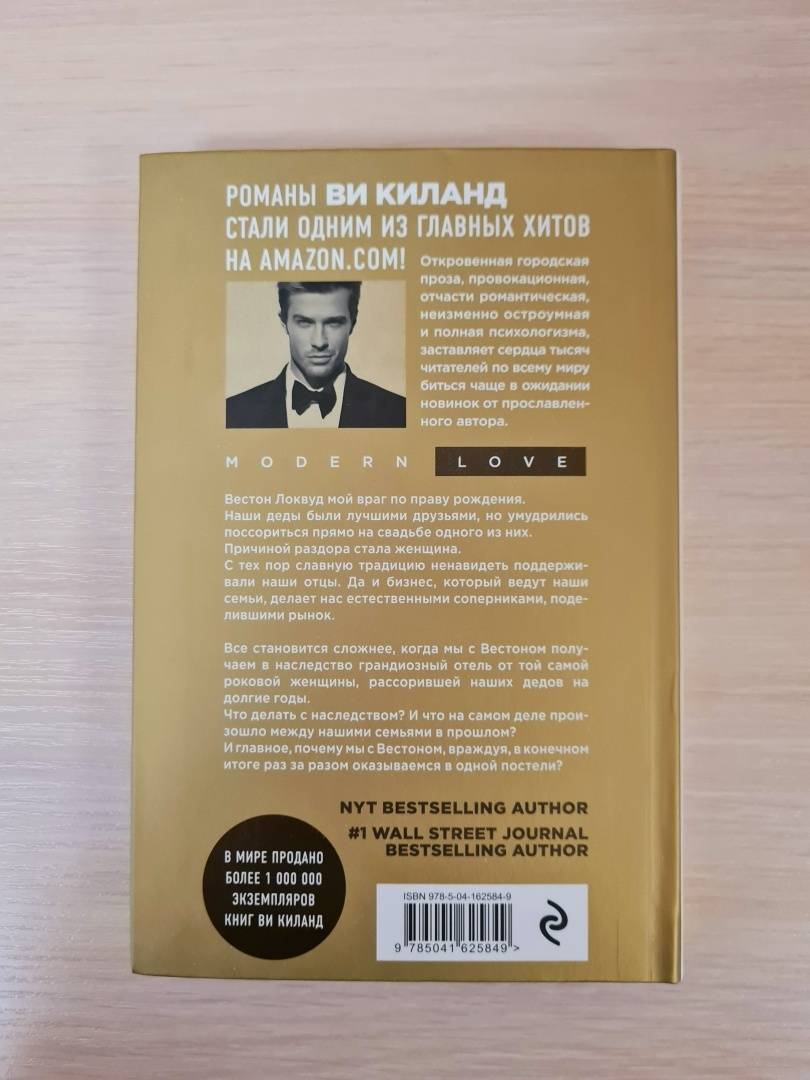 РОМАНЫ ВИ КИЛАНД
СТАЛИ ОДНИМ ИЗ ГЛАВНЫХ ХИТОВ
НА AMAZON.COM!
Откровенная городская
проза, провокационная,
отчасти романтическая,
неизменно остроумная
и полная психологизма,
заставляет сердца тысяч
читателей по всему миру
биться чаще в ожидании
новинок от прославлен-
ного автора.
MODERN LOVE
Вестон Локвуд мой враг по праву рождения.
Наши деды были лучшими друзьями, но умудрились
поссориться прямо на свадьбе одного из них.
Причиной раздора стала женщина.
С тех пор славную традицию ненавидеть поддержи-
вали наши отцы. Да и бизнес, который ведут наши
семьи, делает нас естественными соперниками, поде-
лившими рынок.
Все становится сложнее, когда мы с Вестоном полу-
чаем в наследство грандиозный отель от той самой
роковой женщины, рассорившей наших дедов на
долгие годы.
Что делать с наследством? И что на самом деле прои-
зошло между нашими семьями в прошлом?
И главное, почему мы с Вестоном, враждуя, в конечном
итоге раз за разом оказываемся в одной постели?
NYT BESTSELLING AUTHOR
#1 WALL STREET JOURNAL
BESTSELLING AUTHOR
В МИРЕ ПРОДАНО
БОЛЕЕ 1 000 000
ЭКЗЕМПЛЯРОВ
КНИГ ВИ КИЛАНД
ISBN 978-5-04-162584-9
9 785041 625849 >